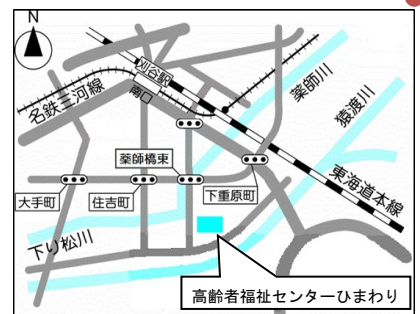 N
刈谷駅
南口
名鉄三河線
薬師川
猿渡川
薬師橋東
大手町
住吉町
下重原町
東海道本線
下り松川
高齢者福祉センターひまわり